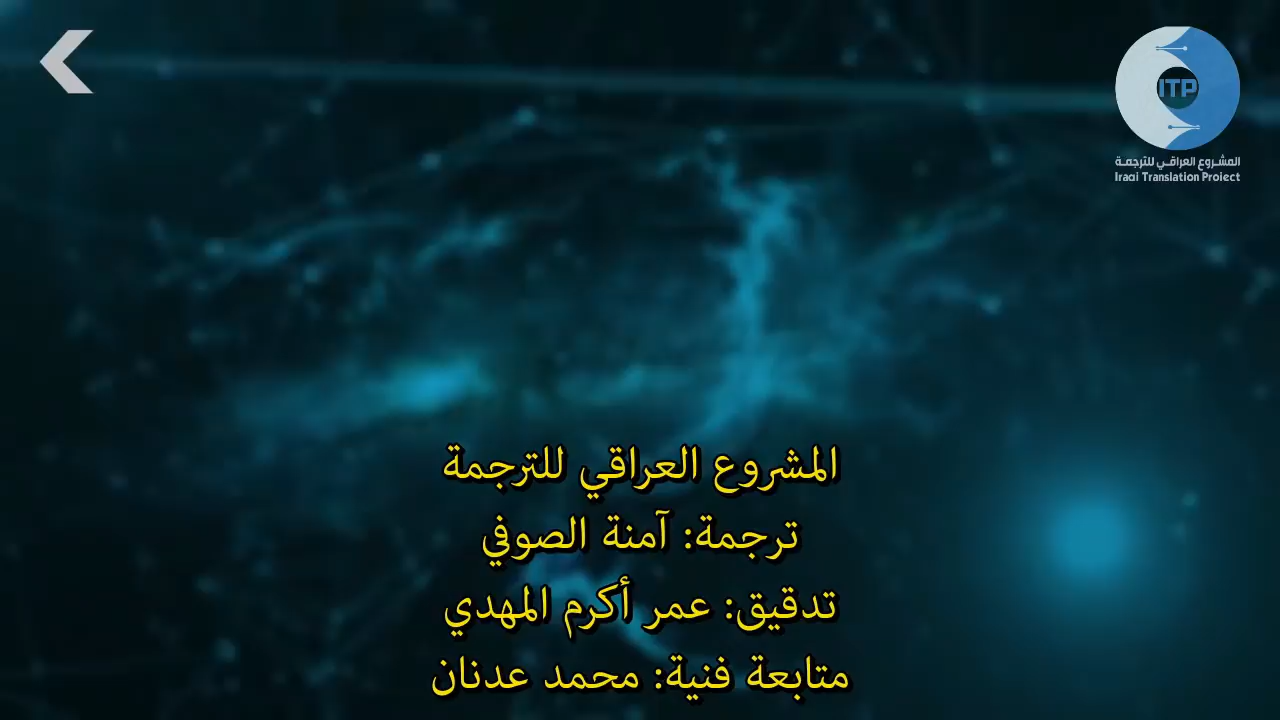 ITP
المشروع العراقي للترجمة
Iraqi Translation Project
المشروع العراقي للترجمة
ترجمة: آمنة الصوفي
تدقيق: عمر أكرم المهدي
متابعة فنية: محمد عدنان